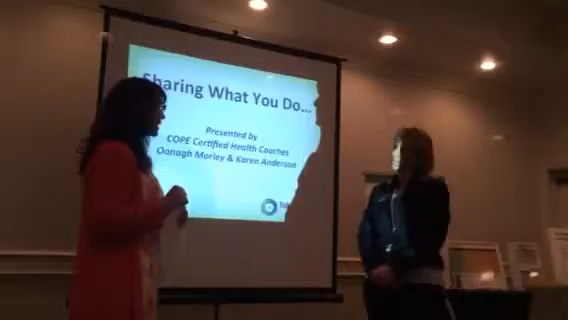 Sharing What You Do...
Presented by
COPE Certified Health Coaches
Oonagh Morley & Karen Anderson